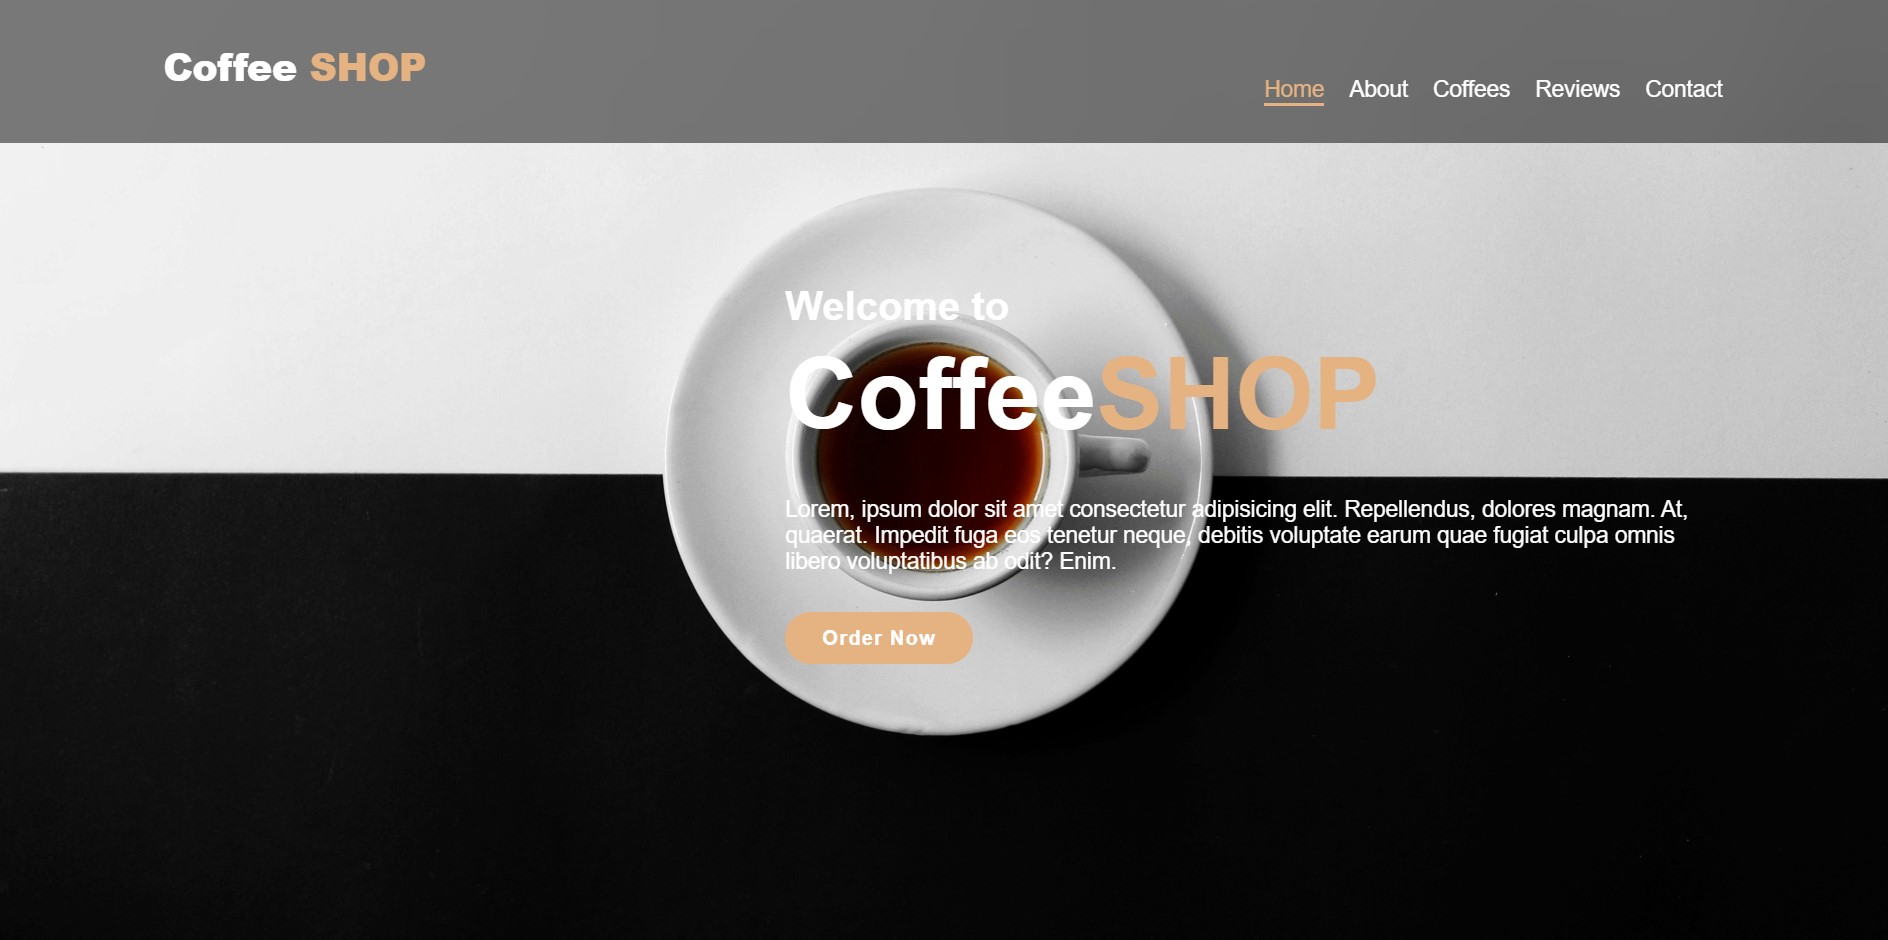 Coffee SHOP
Home About Coffees Reviews Contact
Welcome to
CoffeeSHOP
Lorem, ipsum dolor sit amet consectetur adipisicing elit. Repellendus, dolores magnam. At,
quaerat. Impedit fuga eos tenetur neque, debitis voluptate earum quae fugiat culpa omnis
libero voluptatibus ab odit? Enim.
Order Now